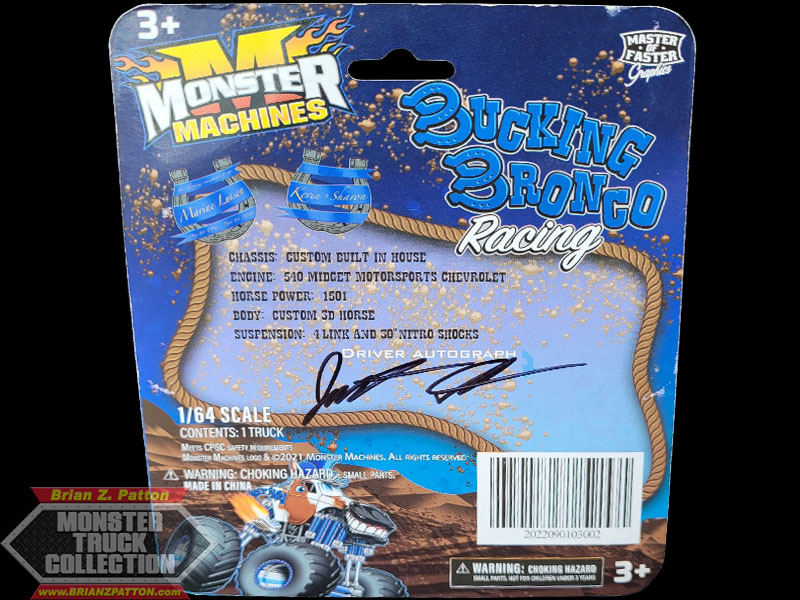 3+
MONSTER
MACHINES
MASTER
OF
FASTER
Graphics
BUCKING
BRONCO
Racing
Kevin & Sharon
CHASSIS: CUSTOM BUILT IN HOUSE
ENGINE: 540 MIDGET MOTORSPORTS CHEVROLET
HORSE POWER: 1501
BODY: CUSTOM 3D HORSE
SUSPENSION: 4 LINK AND 30" NITRO SHOCKS
DRIVER AUTOGRAPH
1/64 SCALE
CONTENTS: 1 TRUCK
MEETS CPSC SAFETY REQUIREMENTS
MONSTER MACHINES LOGO & ©2021 MONSTER MACHINES. ALL RIGHTS RESERVED
WARNING: CHOKING HAZARD - SMALL PARTS.
MADE IN CHINA
2022090103002
WARNING: CHOKING HAZARD
SMALL PARTS, NOT FOR CHILDREN UNDER 3 YEARS
3+
Brian Z. Patton
MONSTER
TRUCK
COLLECTION
www.BRIANZPATTON.com